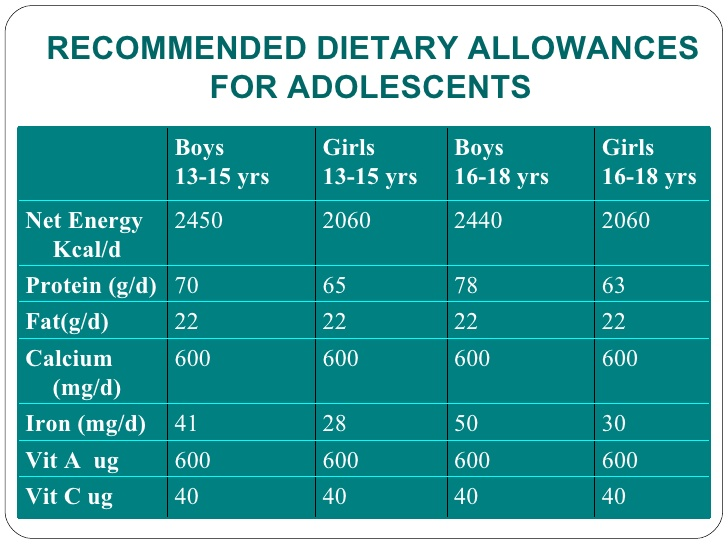 RECOMMENDED DIETARY ALLOWANCES
FOR ADOLESCENTS
Boys 13-15 yrs Girls 13-15 yrs Boys 16-18 yrs Girls 16-18 yrs
Net Energy Kcal/d 2450 2060 2440 2060
Protein (g/d) 70 65 78 63
Fat(g/d) 22 22 22 22
Calcium (mg/d) 600 600 600 600
Iron (mg/d) 41 28 50 30
Vit A ug 600 600 600 600
Vit C ug 40 40 40 40